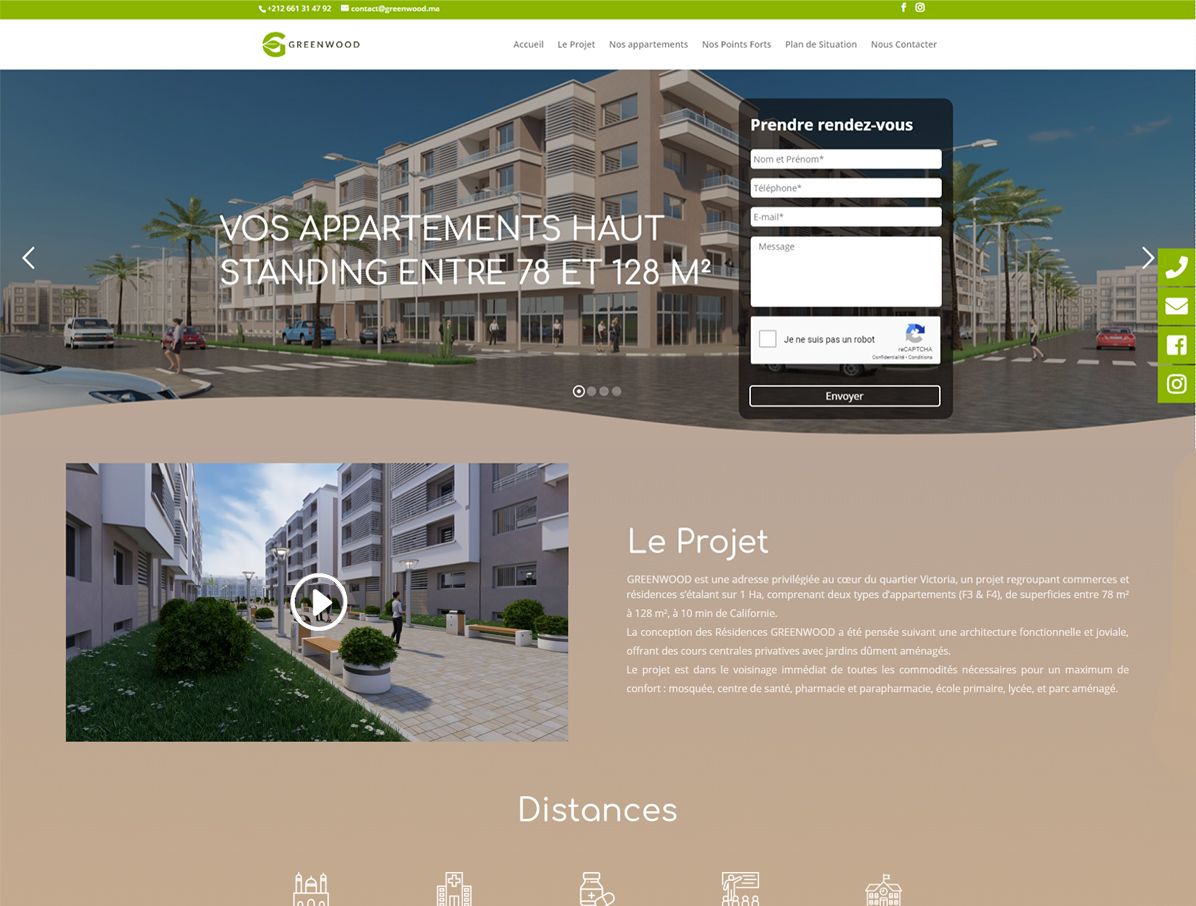 +212 661 31 47 92 contact@greenwood.ma
GREENWOOD
Accueil Le Projet Nos appartements Nos Points Forts Plan de Situation Nous Contacter
VOS APPARTEMENTS HAUT
STANDING ENTRE 78 ET 128 M²
Prendre rendez-vous
Nom et Prénom*
Téléphone*
E-mail*
Message
Je ne suis pas un robot
reCAPTCHA
Confidentialité - Conditions
Envoyer
Le Projet
GREENWOOD est une adresse privilégiée au cœur du quartier Victoria, un projet regroupant commerces et
résidences s’étalant sur 1 Ha, comprenant deux types d’appartements (F3 & F4), de superficies entre 78 m²
à 128 m², à 10 min de Californie.
La conception des Résidences GREENWOOD a été pensée suivant une architecture fonctionnelle et joviale,
offrant des cours centrales privatives avec jardins dûment aménagés.
Le projet est dans le voisinage immédiat de toutes les commodités nécessaires pour un maximum de
confort : mosquée, centre de santé, pharmacie et parapharmacie, école primaire, lycée, et parc aménagé.
Distances